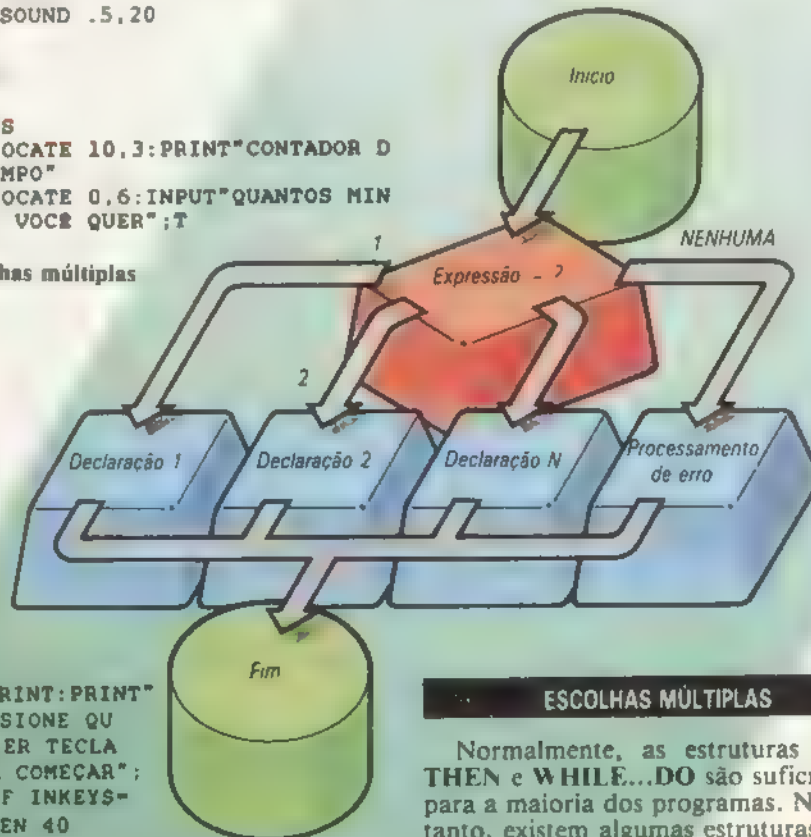 SOUND .5,20
S
OCATE 10,3:PRINT"CONTADOR D
MPO"
OCATE 0,6:INPUT"QUANTOS MIN
VOCÊ QUER";T
has múltiplas
Início
1
Expressão - ?
NENHUMA
2
Declaração 1
Declaração 2
Declaração N
Processamento
de erro
Fim
RINT:PRINT"
SIONE QU
ER TECLA
COMEÇAR";
F INKEY$=
EN 40
ESCOLHAS MÚLTIPLAS
Normalmente, as estruturas
THEN e WHILE...DO são sufic
para a maioria dos programas. N
tanto, existem algumas estruturas